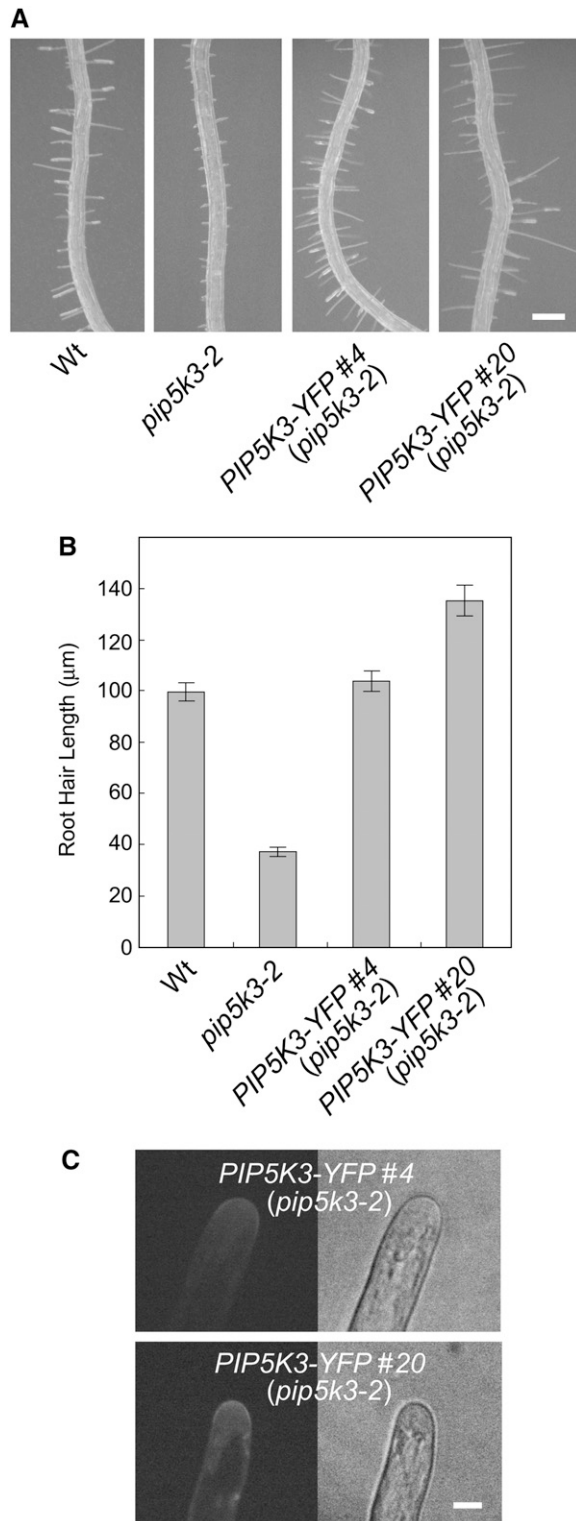 A
Wt
pip5k3-2
PIP5K3-YFP #4
(pip5k3-2)
PIP5K3-YFP #20
(pip5k3-2)
B
Root Hair Length (µm)
140
120
100
80
60
40
20
0
Wt
pip5k3-2
PIP5K3-YFP #4
(pip5k3-2)
PIP5K3-YFP #20
(pip5k3-2)
C
PIP5K3-YFP #4
(pip5k3-2)
PIP5K3-YFP #20
(pip5k3-2)